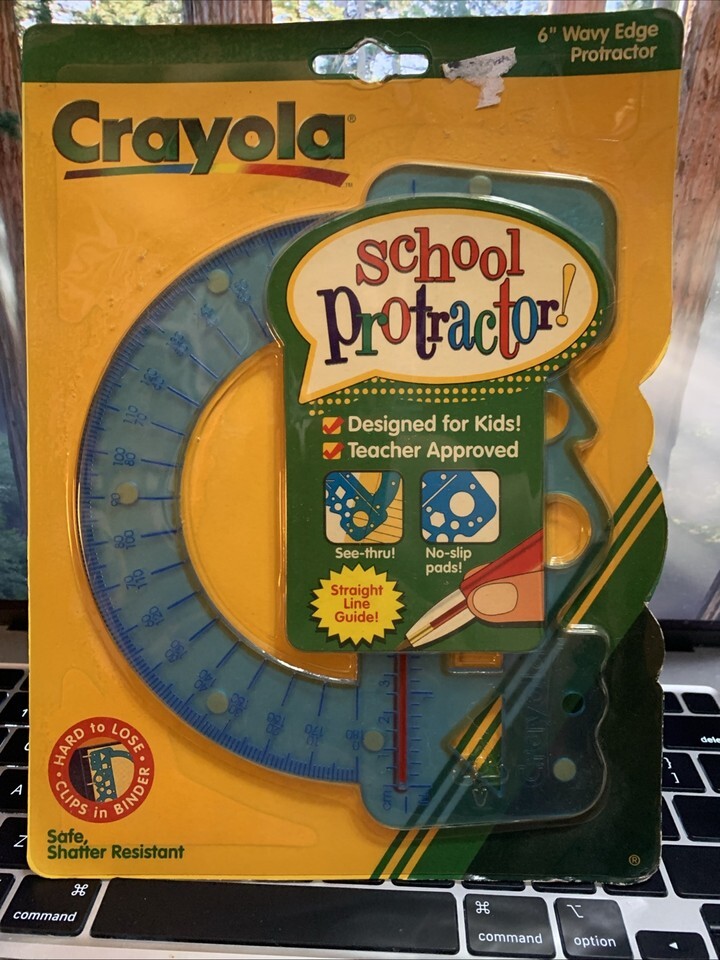 6" Wavy Edge
Protractor
Crayola®
™
school
protractor!
Designed for Kids!
Teacher Approved
See-thru!
No-slip
pads!
Straight
Line
Guide!
HARD to LOSE
CLIPS in BINDER
Safe,
Shatter Resistant
®
command
command
option